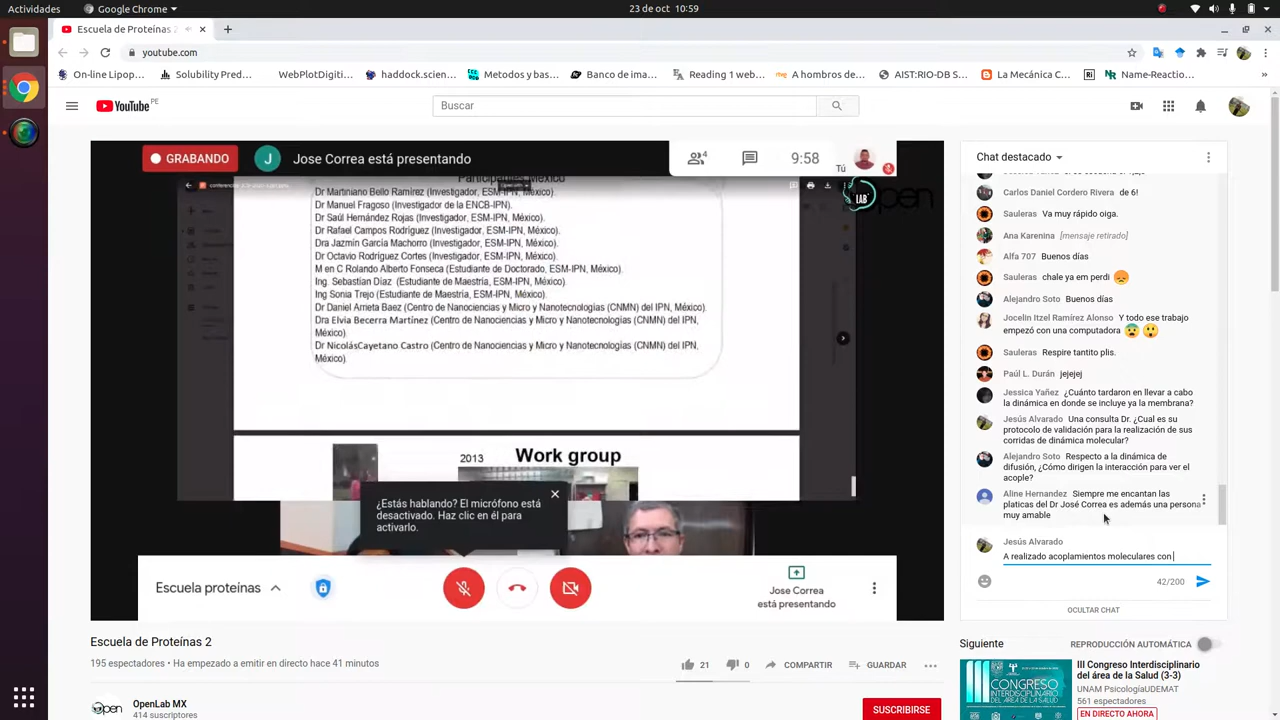 Actividades
Google Chrome
23 de oct 10:59
Escuela de Proteínas 2
youtube.com
On-line Lipop...
Solubility Pred...
WebPlotDigiti...
haddock.scien...
Metodos y bas...
Banco de ima...
Reading 1 web...
A hombros de...
AIST:RIO-DB S...
La Mecánica C...
Name-Reactio...
YouTube PE
Buscar
GRABANDO
J
Jose Correa está presentando
4
9:58
Tú
LAB
Participantes, México
Dr Martiniano Bello Ramírez (Investigador, ESM-IPN, México).
Dr Manuel Fragoso (Investigador de la ENCB-IPN).
Dr Saúl Hernández Rojas (Investigador, ESM-IPN, México).
Dr Rafael Campos Rodríguez (Investigador, ESM-IPN, México).
Dra Jazmín García Machorro (Investigador, ESM-IPN, México).
Dr Octavio Rodríguez Cortes (Investigador, ESM-IPN, México).
M en C Rolando Alberto Fonseca (Estudiante de Doctorado, ESM-IPN, México).
Ing. Sebastian Díaz (Estudiante de Maestría, ESM-IPN, México).
Ing Sonia Trejo (Estudiante de Maestría, ESM-IPN, México).
Dr Daniel Arrieta Baez (Centro de Nanociencias y Micro y Nanotecnologías (CNMN) del IPN, México).
Dra Elvia Becerra Martínez (Centro de Nanociencias y Micro y Nanotecnologías (CNMN) del IPN,
México).
Dr NicolásCayetano Castro (Centro de Nanociencias y Micro y Nanotecnologías (CNMN) del IPN,
México).
2013
Work group
¿Estás hablando? El micrófono está
desactivado. Haz clic en él para
activarlo.
Escuela proteínas
Jose Correa
está presentando
Escuela de Proteínas 2
195 espectadores • Ha empezado a emitir en directo hace 41 minutos
21
0
COMPARTIR
GUARDAR
OpenLab MX
414 suscriptores
SUSCRIBIRSE
Chat destacado
Carlos Daniel Cordero Rivera de 6!
Sauleras Va muy rápido oiga.
Ana Karenina [mensaje retirado]
Alfa 707 Buenos días
Sauleras chale ya em perdi
Alejandro Soto Buenos días
Jocelin Itzel Ramírez Alonso Y todo ese trabajo
empezó con una computadora
Sauleras Respire tantito plis.
Paúl L. Durán jejejej
Jessica Yañez ¿Cuánto tardaron en llevar a cabo
la dinámica en donde se incluye ya la membrana?
Jesús Alvarado Una consulta Dr. ¿Cual es su
protocolo de validación para la realización de sus
corridas de dinámica molecular?
Alejandro Soto Respecto a la dinámica de
difusión, ¿Cómo dirigen la interacción para ver el
acople?
Aline Hernandez Siempre me encantan las
platicas del Dr José Correa es además una persona
muy amable
Jesús Alvarado
A realizado acoplamientos moleculares con
42/200
OCULTAR CHAT
Siguiente
REPRODUCCIÓN AUTOMÁTICA
III CONGRESO
INTERDISCIPLINARIO
DEL ÁREA DE LA SALUD
III Congreso Interdisciplinario
del área de la Salud (3-3)
UNAM PsicologíaUDEMAT
561 espectadores
EN DIRECTO AHORA